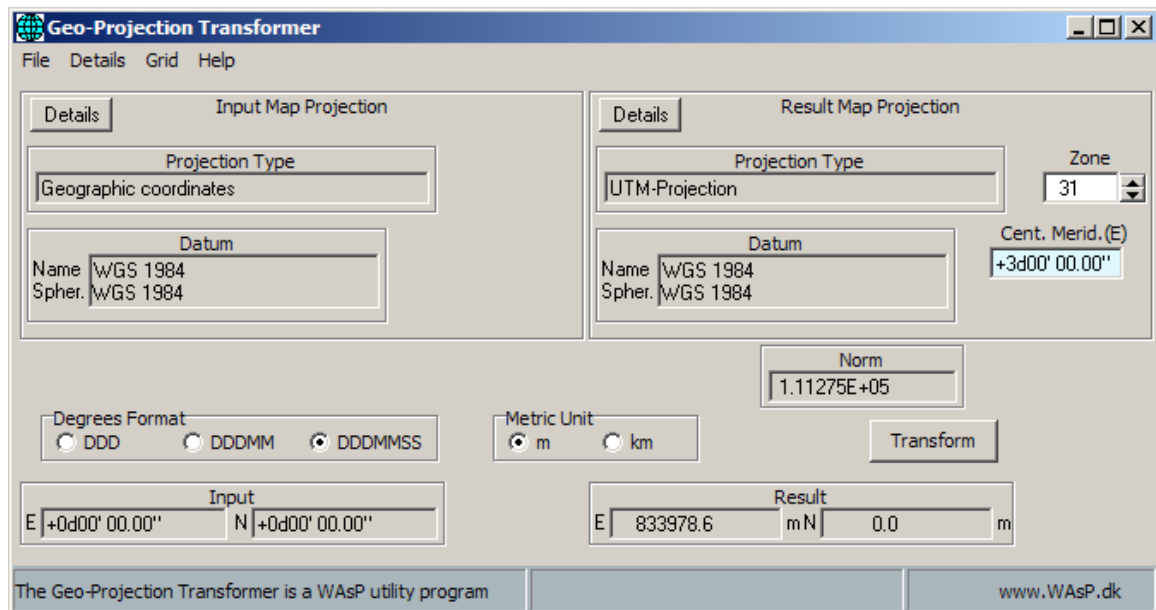 Geo-Projection Transformer
File Details Grid Help
Details Input Map Projection
Projection Type
Geographic coordinates
Datum
Name WGS 1984
Spher. WGS 1984
Details Result Map Projection
Projection Type
UTM-Projection
Zone
31
Datum
Name WGS 1984
Spher. WGS 1984
Cent. Merid.(E)
+3d00' 00.00"
Norm
1.11275E+05
Degrees Format
DDD DDDMM DDDMMSS
Metric Unit
m km
Transform
Input
E +0d00' 00.00" N +0d00' 00.00"
Result
E 833978.6 m N 0.0 m
The Geo-Projection Transformer is a WAsP utility program
www.WAsP.dk